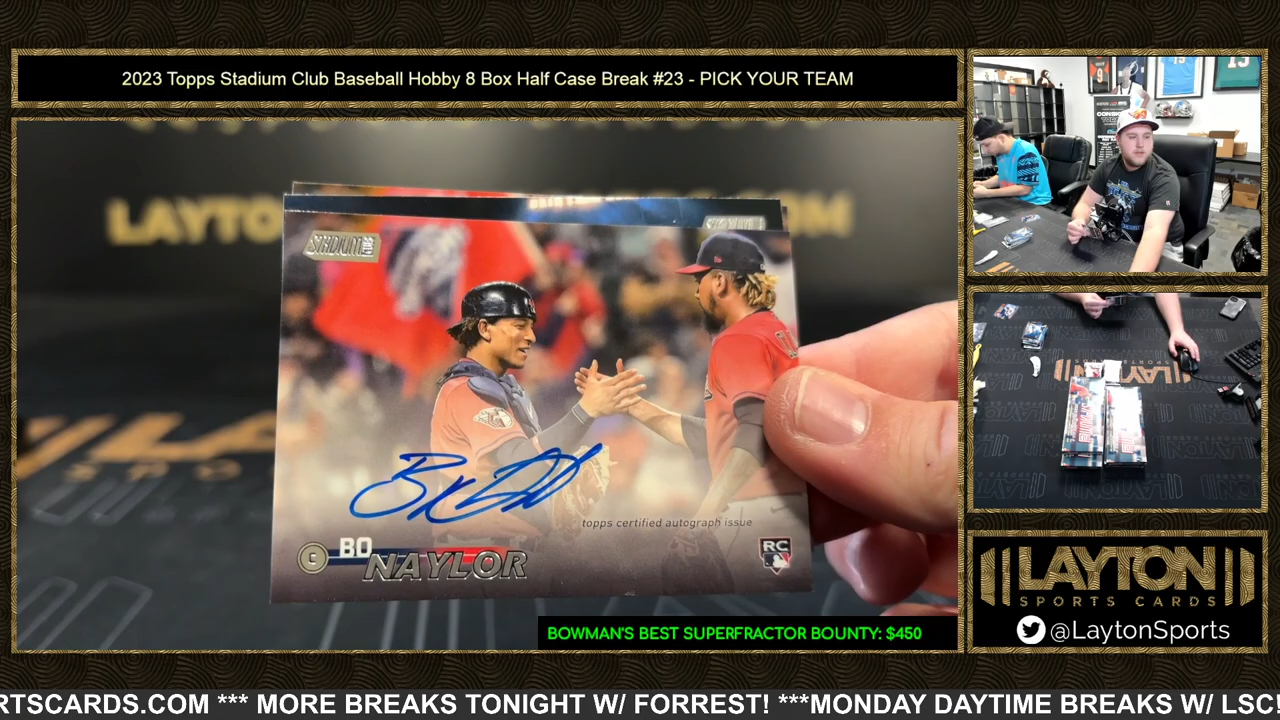 2023 Topps Stadium Club Baseball Hobby 8 Box Half Case Break #23 - PICK YOUR TEAM
STADIUM CLUB
topps certified autograph issue
C BO
NAYLOR
RC
BOWMAN'S BEST SUPERFRACTOR BOUNTY: $450
LAYTON
LAYTON
SPORTS CARDS
@LaytonSports
RTSCARDS.COM *** MORE BREAKS TONIGHT W/ FORREST! ***MONDAY DAYTIME BREAKS W/ LSC!